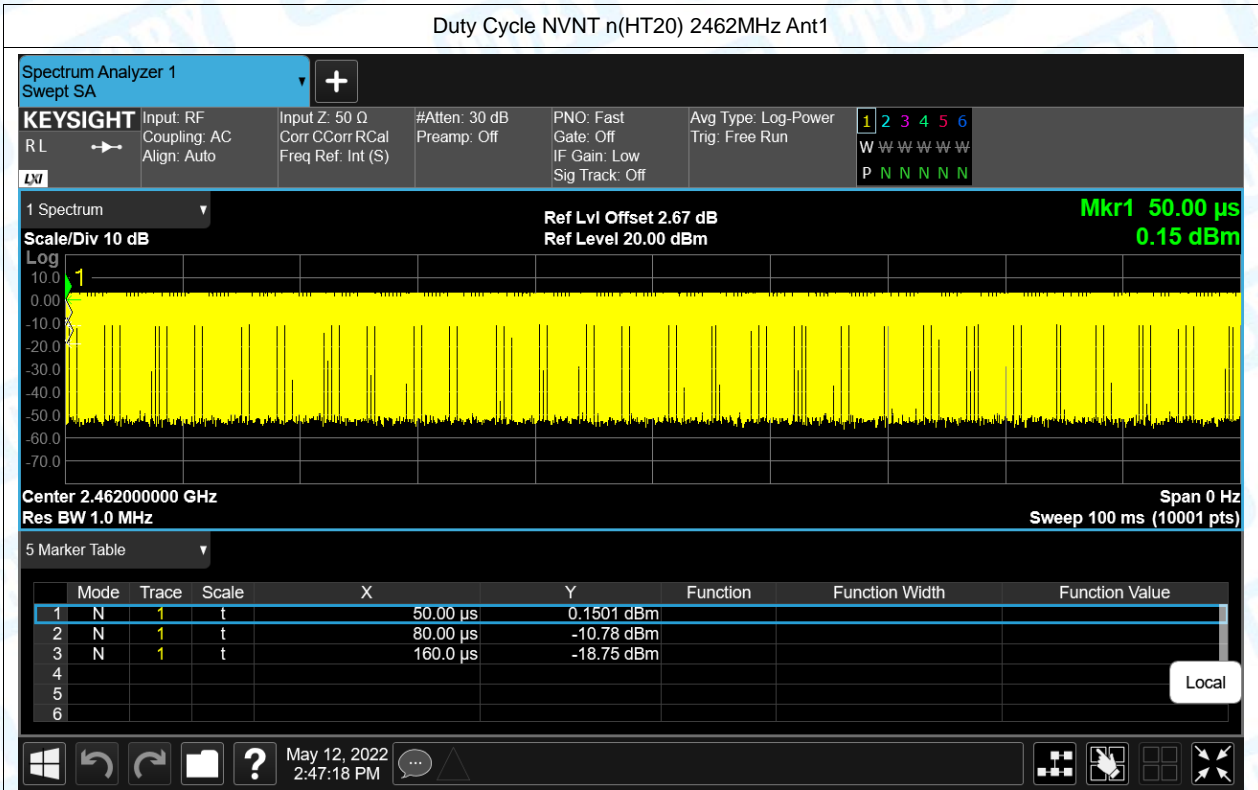 Duty Cycle NVNT n(HT20) 2462MHz Ant1
Spectrum Analyzer 1
Swept SA
+
KEYSIGHT
RL
LXI
Input: RF
Coupling: AC
Align: Auto
Input Z: 50 Ω
Corr CCorr RCal
Freq Ref: Int (S)
#Atten: 30 dB
Preamp: Off
PNO: Fast
Gate: Off
IF Gain: Low
Sig Track: Off
Avg Type: Log-Power
Trig: Free Run
1 2 3 4 5 6
W W W W W W
P N N N N N
1 Spectrum
Scale/Div 10 dB
Ref Lvl Offset 2.67 dB
Ref Level 20.00 dBm
Mkr1 50.00 µs
0.15 dBm
Log
1
10.0
0.00
-10.0
-20.0
-30.0
-40.0
-50.0
-60.0
-70.0
Center 2.462000000 GHz
Span 0 Hz
Res BW 1.0 MHz
Sweep 100 ms (10001 pts)
5 Marker Table
Mode Trace Scale X Y Function Function Width Function Value
1 N 1 t 50.00 µs 0.1501 dBm
2 N 1 t 80.00 µs -10.78 dBm
3 N 1 t 160.0 µs -18.75 dBm
4
5
6
Local
?
May 12, 2022
2:47:18 PM